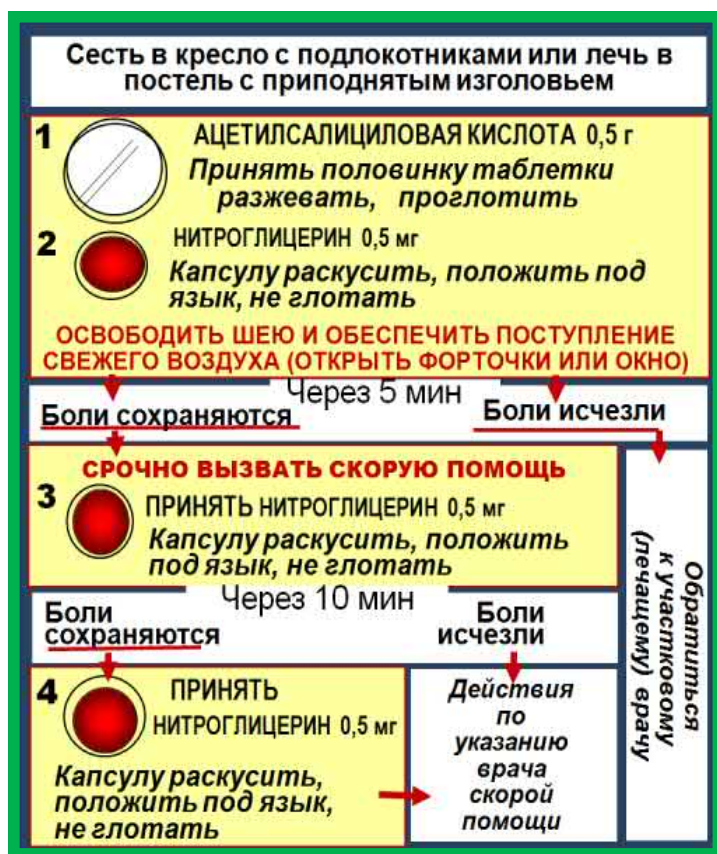 Сесть в кресло с подлокотниками или лечь в
постель с приподнятым изголовьем
1
АЦЕТИЛСАЛИЦИЛОВАЯ КИСЛОТА 0,5 г
Принять половинку таблетки
разжевать, проглотить
2
НИТРОГЛИЦЕРИН 0,5 мг
Капсулу раскусить, положить под
язык, не глотать
ОСВОБОДИТЬ ШЕЮ И ОБЕСПЕЧИТЬ ПОСТУПЛЕНИЕ
СВЕЖЕГО ВОЗДУХА (ОТКРЫТЬ ФОРТОЧКИ ИЛИ ОКНО)
Через 5 мин
Боли сохраняются
Боли исчезли
СРОЧНО ВЫЗВАТЬ СКОРУЮ ПОМОЩЬ
3
ПРИНЯТЬ НИТРОГЛИЦЕРИН 0,5 мг
Капсулу раскусить, положить
под язык, не глотать
Через 10 мин
Боли
сохраняются
Боли
исчезли
4
ПРИНЯТЬ
НИТРОГЛИЦЕРИН 0,5 мг
Капсулу раскусить,
положить под язык,
не глотать
Действия
по
указанию
врача
скорой
помощи
Обратиться
к участковому
(лечащему) врачу